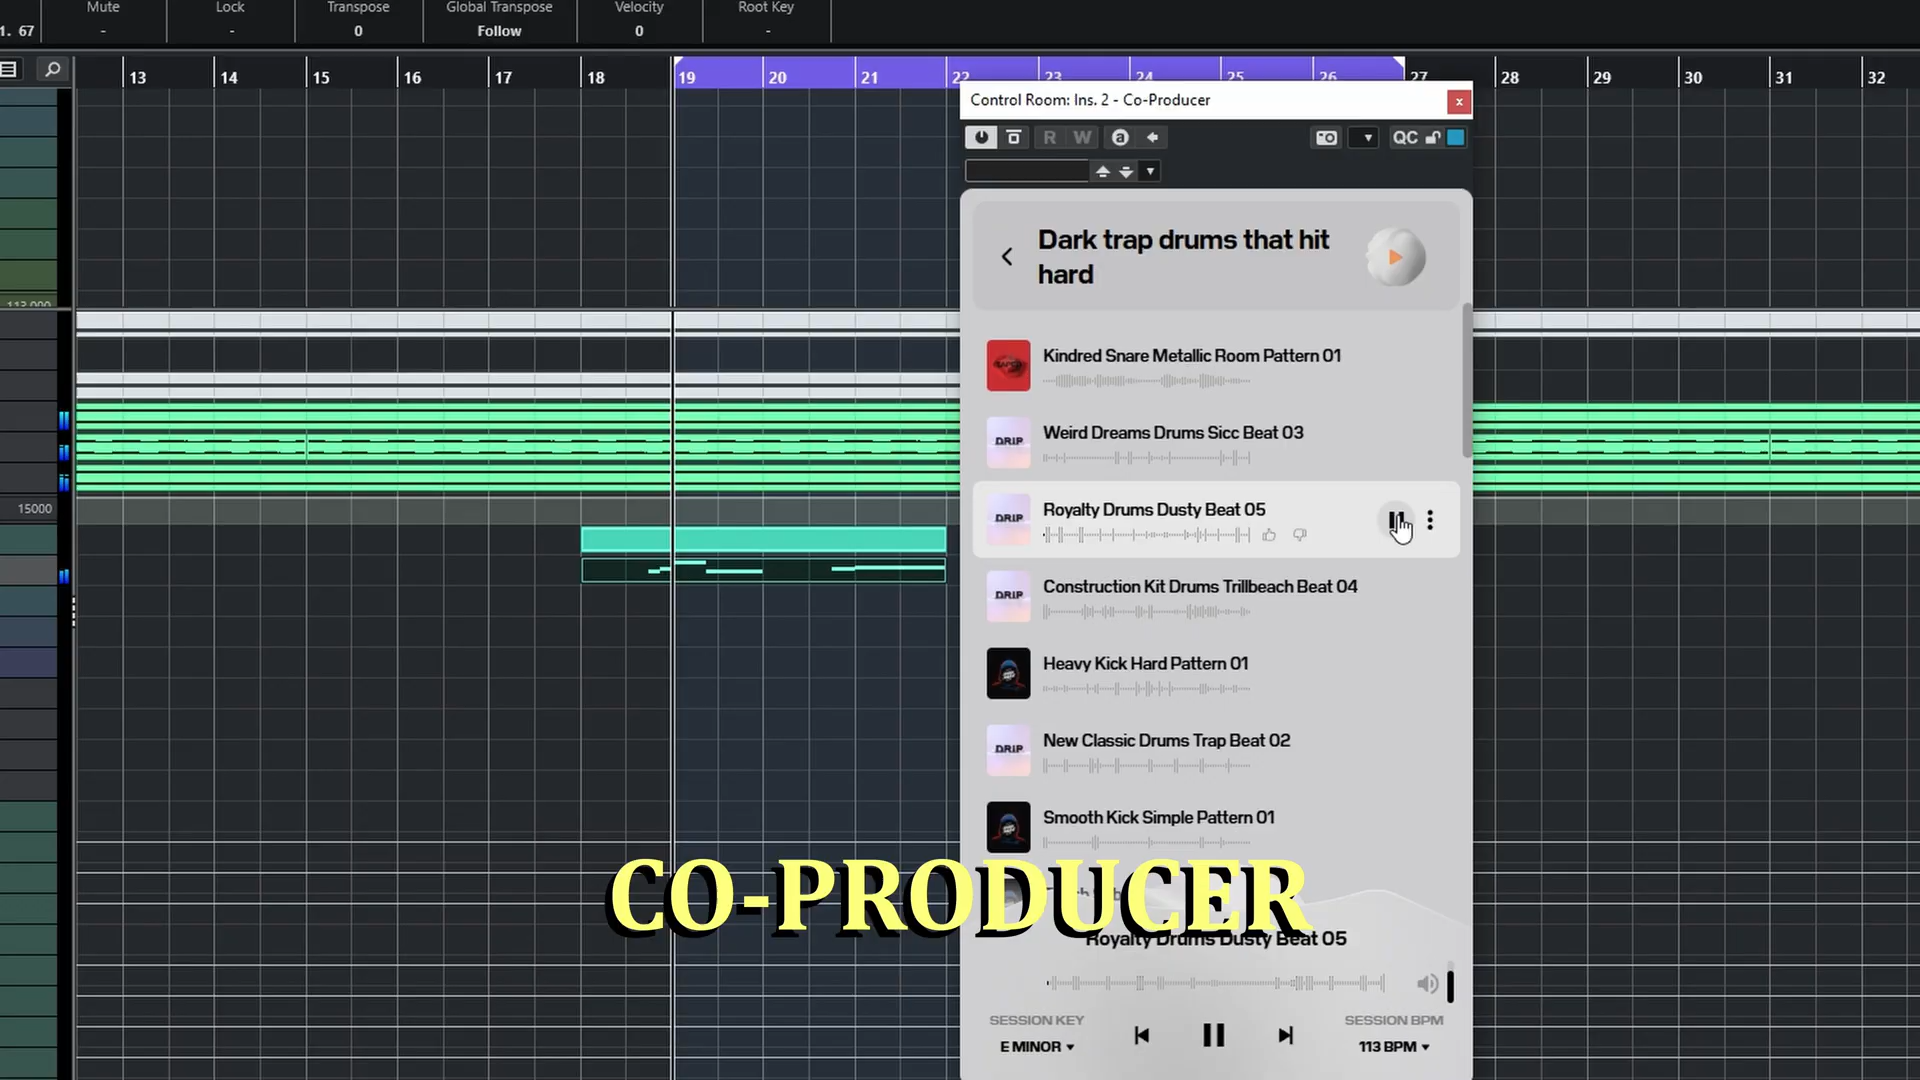 Mute
Lock
Transpose
Global Transpose
Velocity
Root Key
1. 67
-
-
0
Follow
0
-
13
14
15
16
17
18
19
20
21
22
23
24
25
26
27
28
29
30
31
32
Control Room: Ins. 2 - Co-Producer
x
R
W
a
QC
Dark trap drums that hit
hard
113.000
Kindred Snare Metallic Room Pattern 01
DRIP
Weird Dreams Drums Sicc Beat 03
15000
DRIP
Royalty Drums Dusty Beat 05
DRIP
Construction Kit Drums Trillbeach Beat 04
Heavy Kick Hard Pattern 01
DRIP
New Classic Drums Trap Beat 02
Smooth Kick Simple Pattern 01
CO-PRODUCER
Royalty Drums Dusty Beat 05
SESSION KEY
E MINOR
SESSION BPM
113 BPM